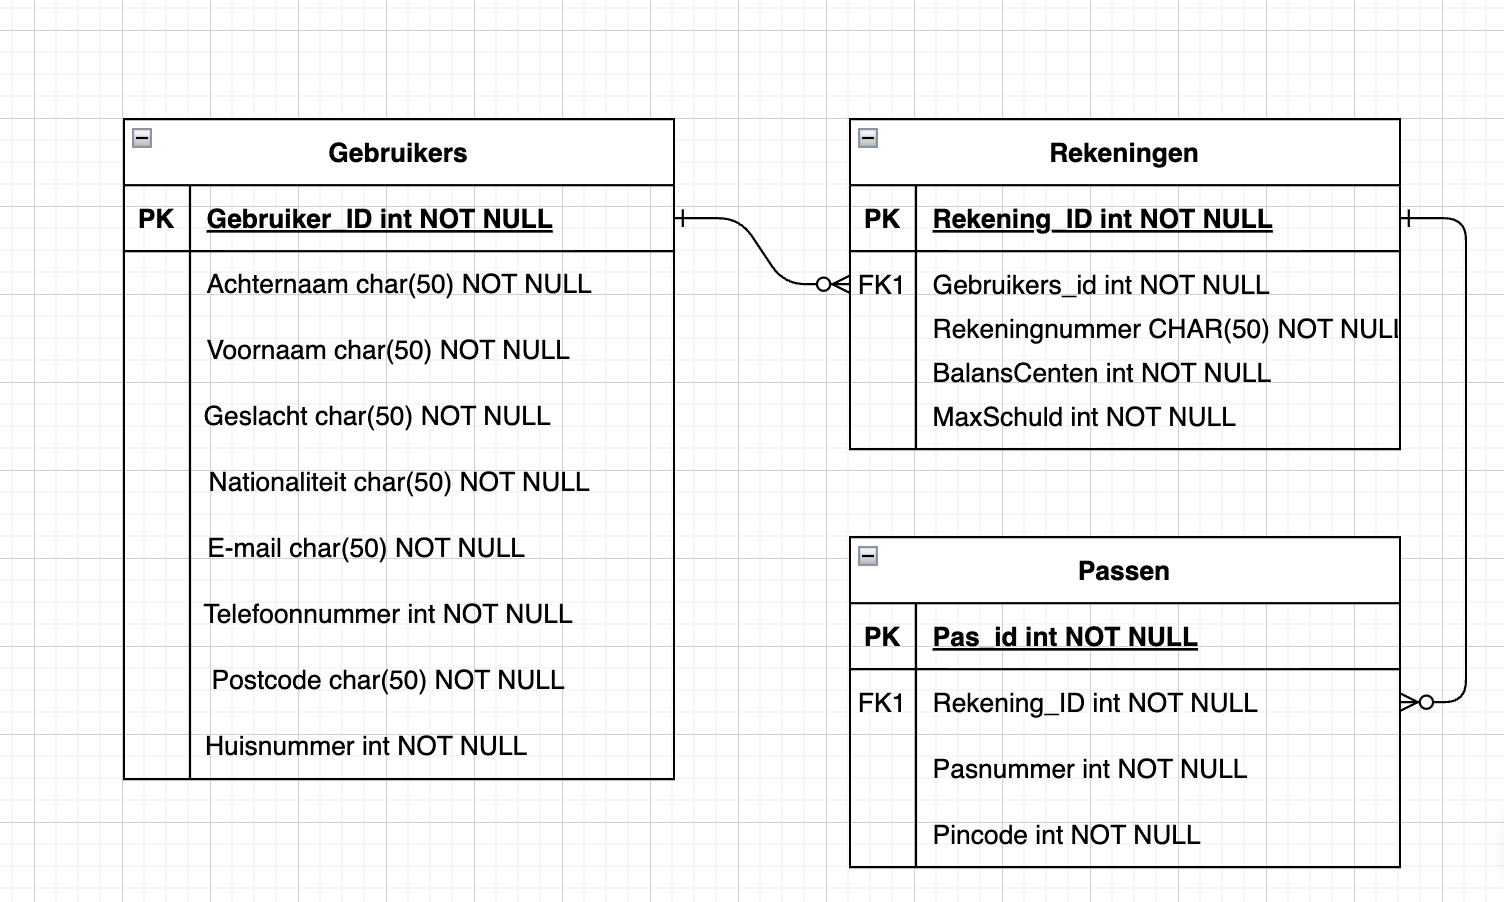 Gebruikers
PK Gebruiker_ID int NOT NULL
Achternaam char(50) NOT NULL
Voornaam char(50) NOT NULL
Geslacht char(50) NOT NULL
Nationaliteit char(50) NOT NULL
E-mail char(50) NOT NULL
Telefoonnummer int NOT NULL
Postcode char(50) NOT NULL
Huisnummer int NOT NULL
Rekeningen
PK Rekening_ID int NOT NULL
FK1 Gebruikers_id int NOT NULL
Rekeningnummer CHAR(50) NOT NULL
BalansCenten int NOT NULL
MaxSchuld int NOT NULL
Passen
PK Pas_id int NOT NULL
FK1 Rekening_ID int NOT NULL
Pasnummer int NOT NULL
Pincode int NOT NULL